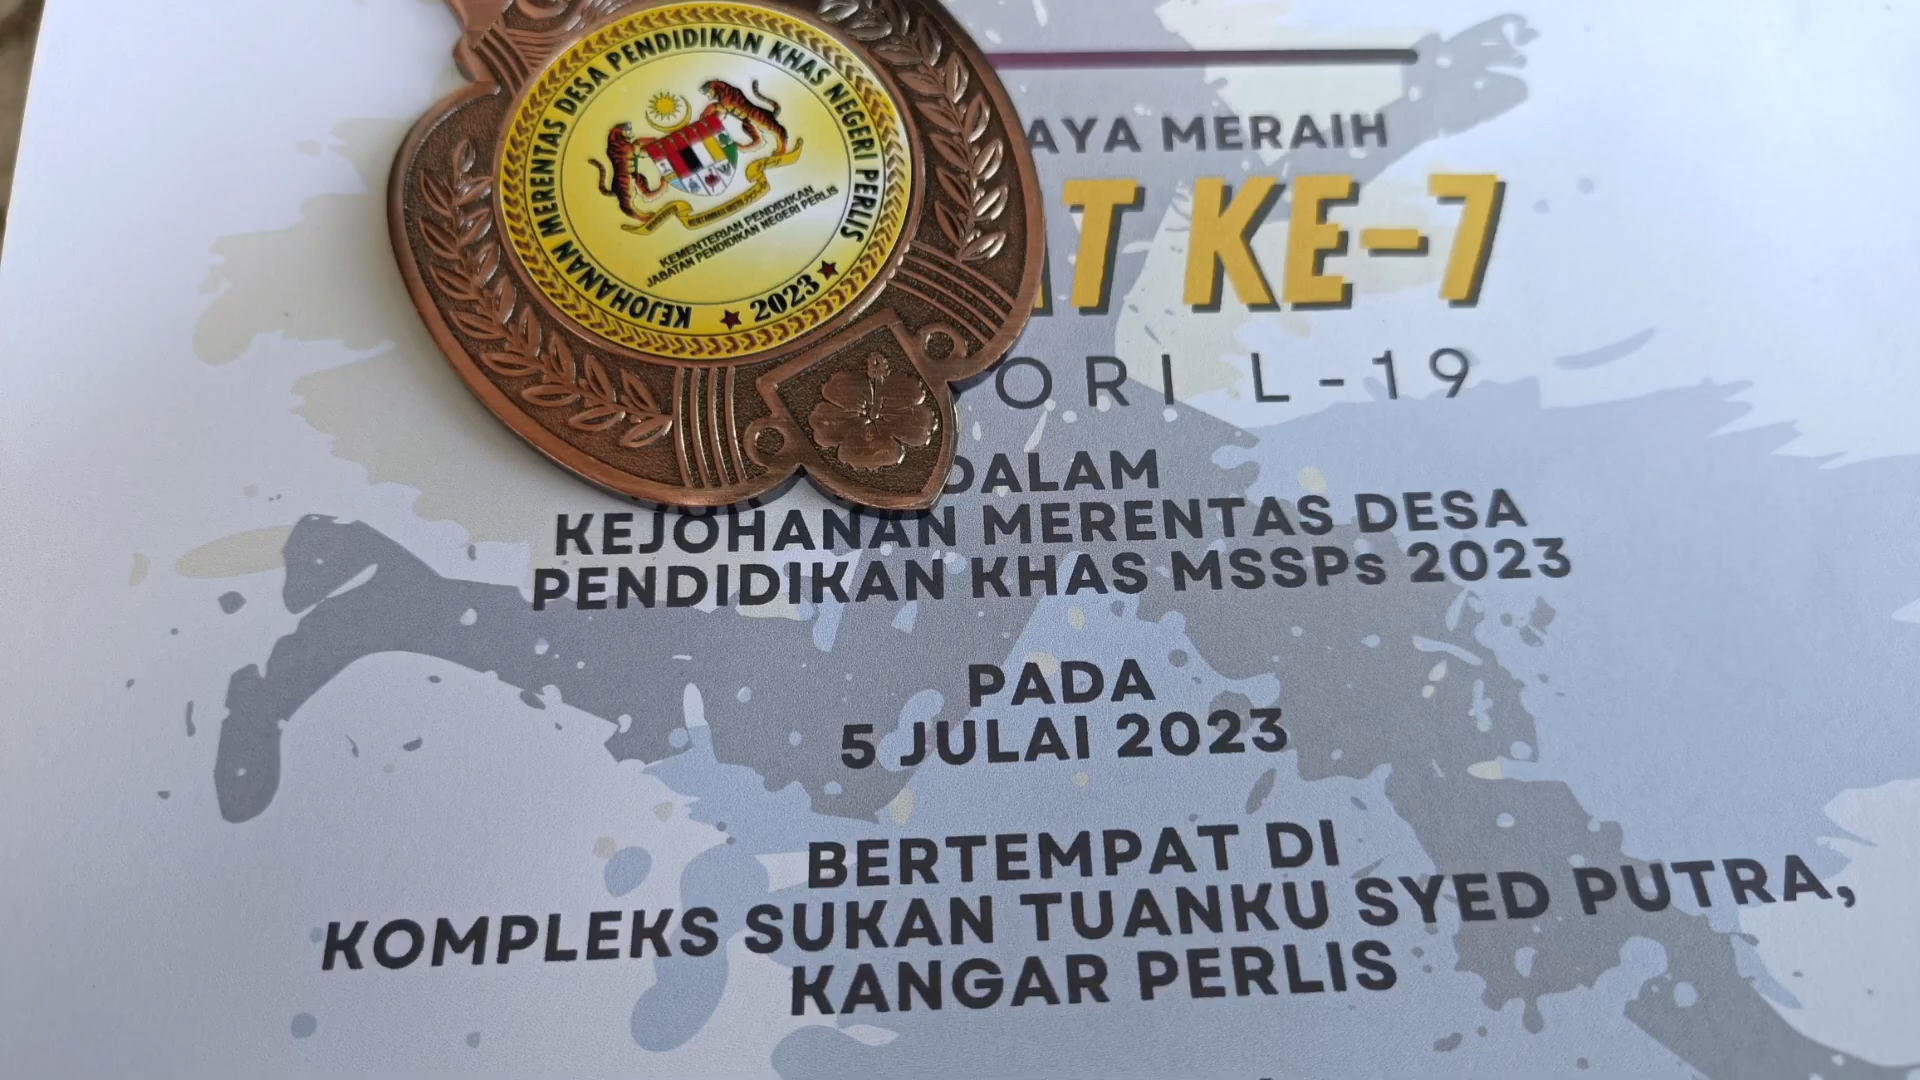 KEJOHANAN MERENTAS DESA PENDIDIKAN KHAS NEGERI PERLIS
KEMENTERIAN PENDIDIKAN
JABATAN PENDIDIKAN NEGERI PERLIS
★ 2023 ★
AYA MERAIH
AT KE-7
ORI L-19
DALAM
KEJOHANAN MERENTAS DESA
PENDIDIKAN KHAS MSSPs 2023
PADA
5 JULAI 2023
BERTEMPAT DI
KOMPLEKS SUKAN TUANKU SYED PUTRA,
KANGAR PERLIS